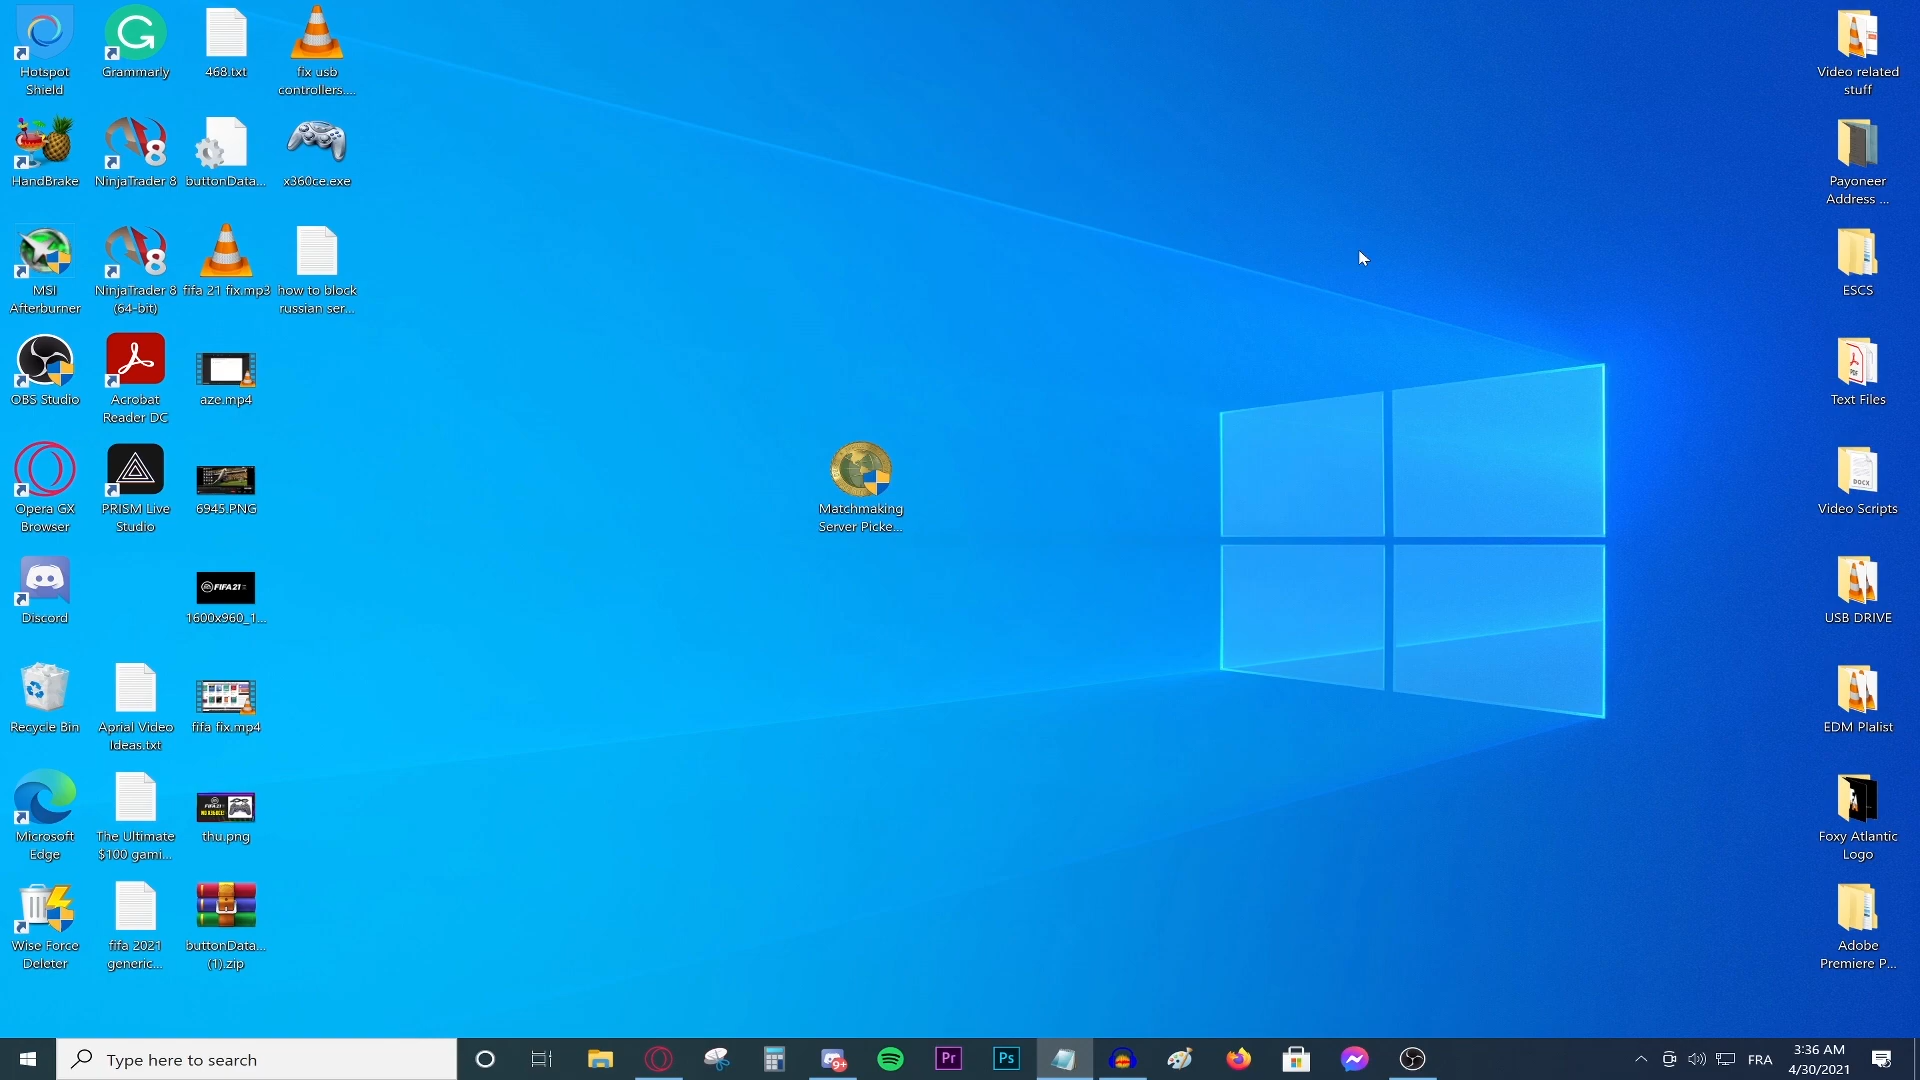 Hotspot
Shield
Grammarly
468.txt
fix usb
controllers....
HandBrake
NinjaTrader 8
buttonData...
x360ce.exe
MSI
Afterburner
NinjaTrader 8
(64-bit)
fifa 21 fix.mp3
how to block
russian ser...
OBS Studio
Acrobat
Reader DC
aze.mp4
Opera GX
Browser
PRISM Live
Studio
6945.PNG
Discord
FIFA 21
1600x960_1...
Recycle Bin
Aprial Video
Ideas.txt
fifa fix.mp4
Microsoft
Edge
The Ultimate
$100 gami...
thu.png
Wise Force
Deleter
fifa 2021
generic...
buttonData...
(1).zip
Matchmaking
Server Picke...
Video related
stuff
Payoneer
Address ...
ESCS
PDF
Text Files
DOCX
Video Scripts
USB DRIVE
EDM Plalist
Foxy Atlantic
Logo
Adobe
Premiere P...
Type here to search
9+
Pr
Ps
FRA
3:36 AM
4/30/2021